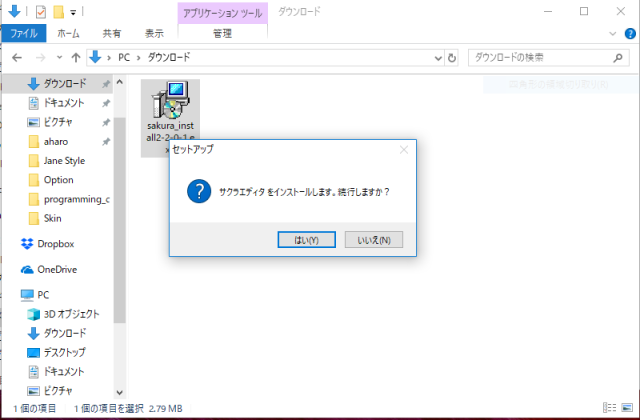 アプリケーション ツール
ダウンロード
ファイル
ホーム
共有
表示
管理
PC
ダウンロード
ダウンロードの検索
ダウンロード
ドキュメント
ピクチャ
aharo
Jane Style
Option
programming_c
Skin
Dropbox
OneDrive
PC
3D オブジェクト
ダウンロード
デスクトップ
ドキュメント
ピクチャ
sakura_inst
all2-2-0-1.e
x
セットアップ
サクラエディタ をインストールします。続行しますか？
はい(Y)
いいえ(N)
1 個の項目
1 個の項目を選択 2.79 MB